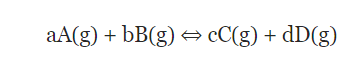 aA(g) + bB(g) ⇔ cC(g) + dD(g)